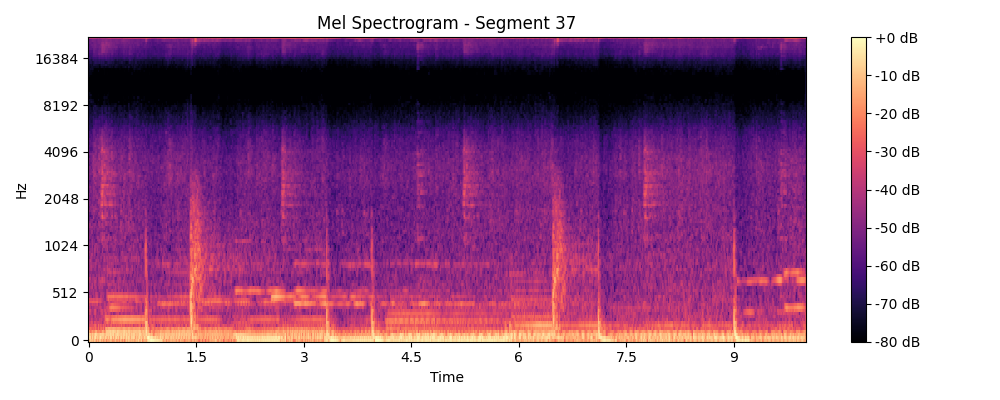 Mel Spectrogram - Segment 37
Hz
16384
8192
4096
2048
1024
512
0
0 1.5 3 4.5 6 7.5 9
Time
+0 dB
-10 dB
-20 dB
-30 dB
-40 dB
-50 dB
-60 dB
-70 dB
-80 dB